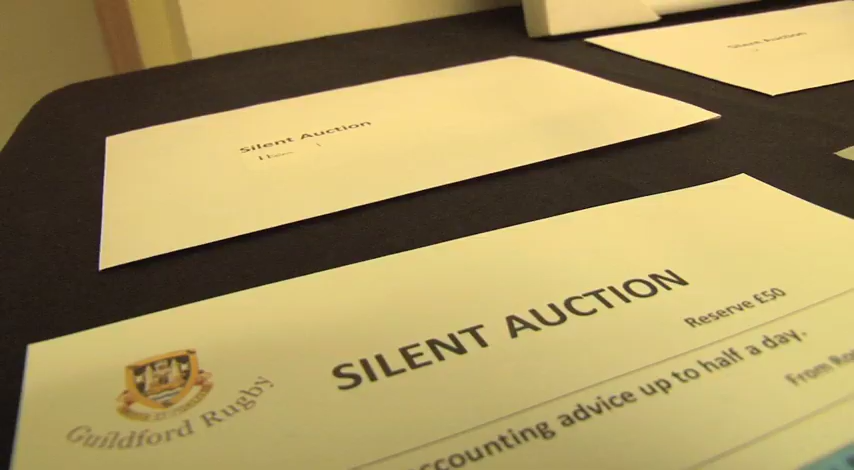 Silent Auction
Silent Auction
SILENT AUCTION
Reserve £50
Guildford Rugby
accounting advice up to half a day.
From